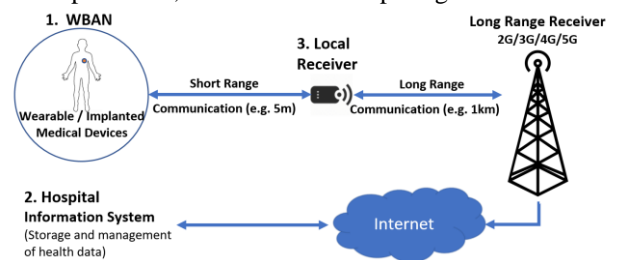 1. WBAN
Wearable / Implanted
Medical Devices
Short Range
Communication (e.g. 5m)
3. Local
Receiver
Long Range
Communication (e.g. 1km)
Long Range Receiver
2G/3G/4G/5G
2. Hospital
Information System
(Storage and management
of health data)
Internet